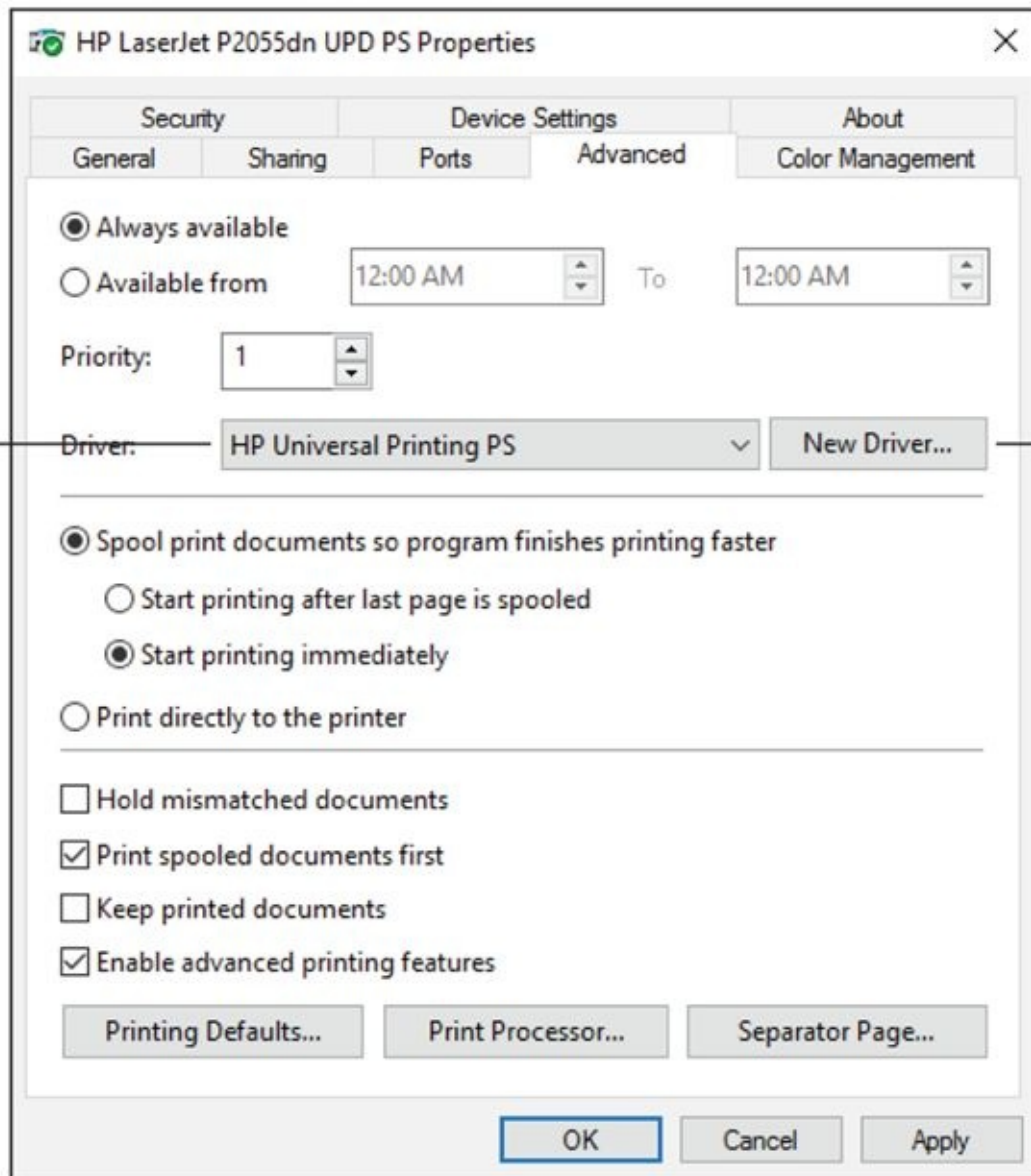 HP LaserJet P2055dn UPD PS Properties
Security Device Settings About
General Sharing Ports Advanced Color Management
Always available
Available from 12:00 AM To 12:00 AM
Priority: 1
Driver: HP Universal Printing PS New Driver...
Spool print documents so program finishes printing faster
Start printing after last page is spooled
Start printing immediately
Print directly to the printer
Hold mismatched documents
Print spooled documents first
Keep printed documents
Enable advanced printing features
Printing Defaults... Print Processor... Separator Page...
OK Cancel Apply